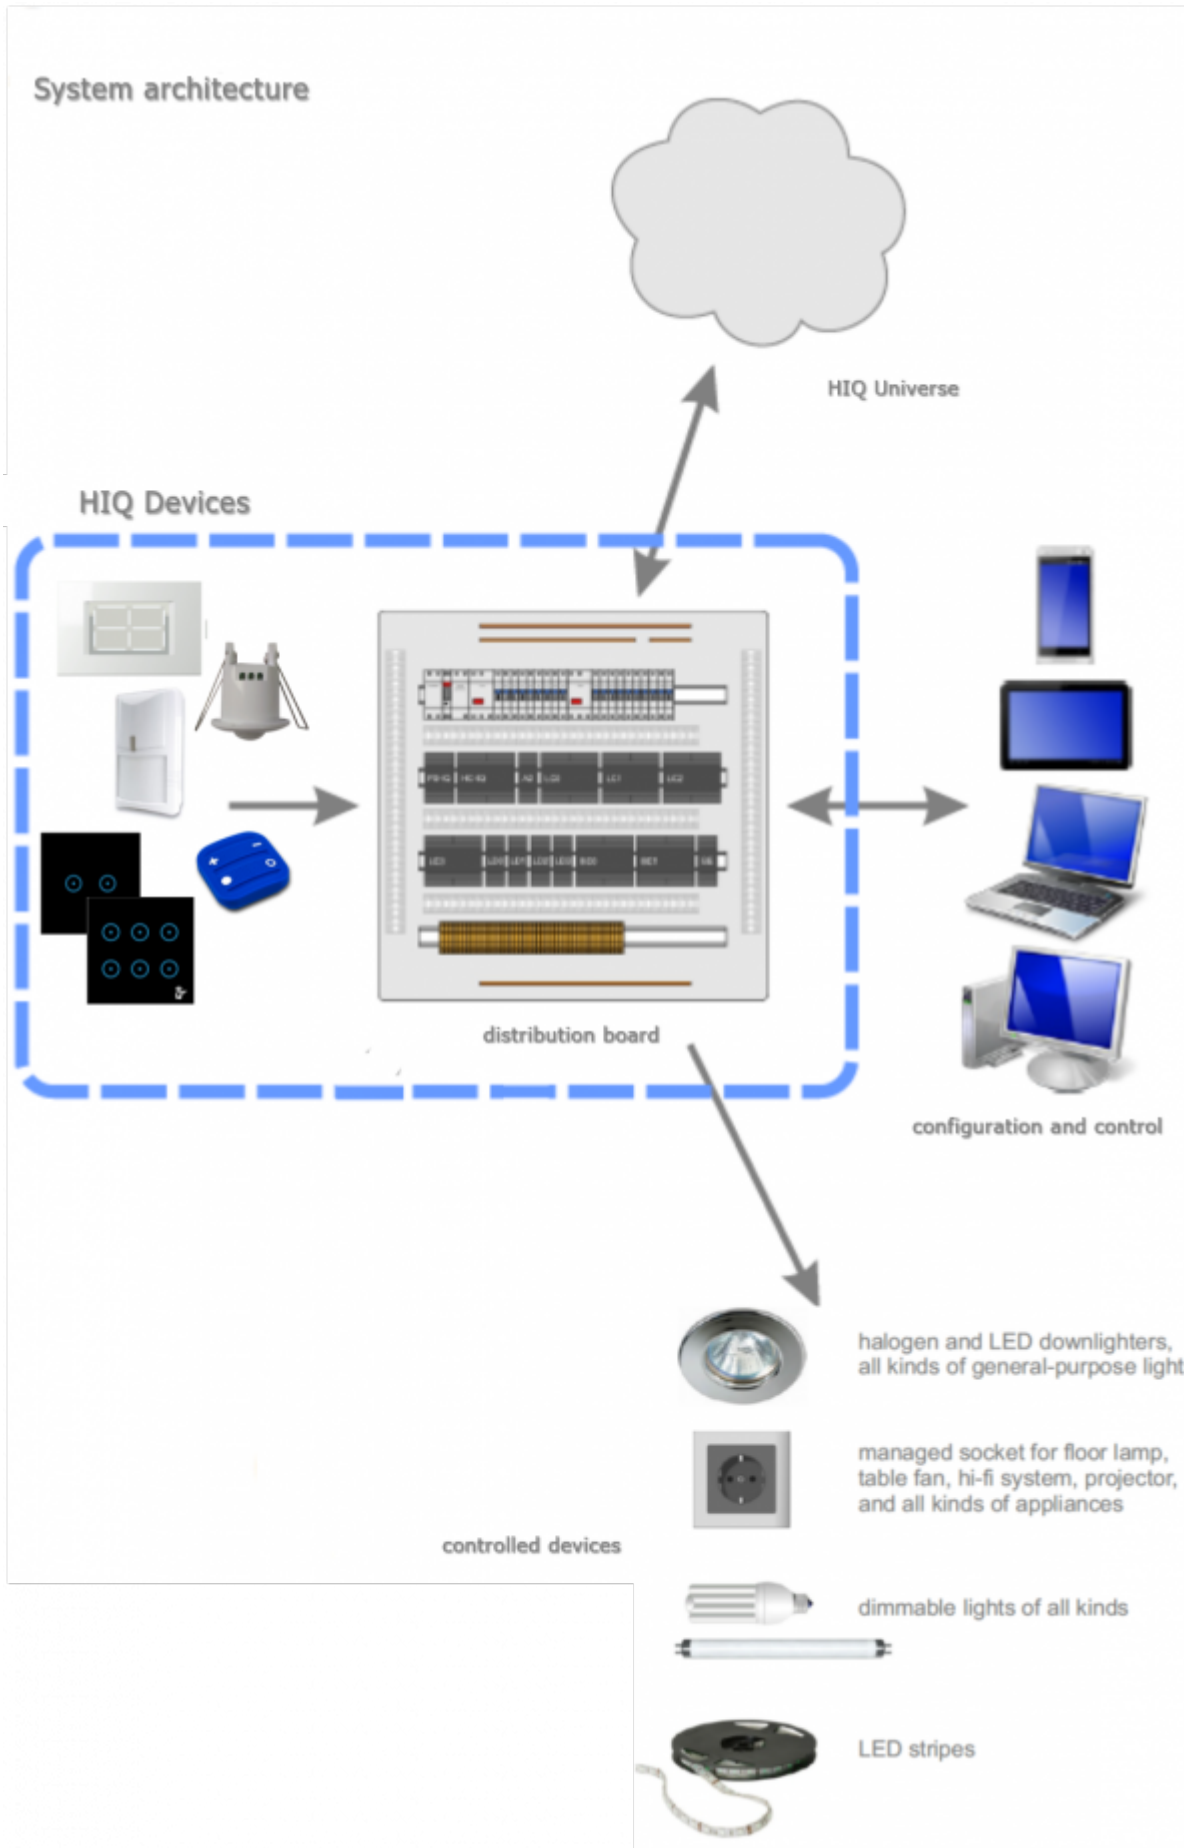 System architecture
HIQ Universe
HIQ Devices
LC1
LC2
distribution board
configuration and control
halogen and LED downlighters,
all kinds of general-purpose light
managed socket for floor lamp,
table fan, hi-fi system, projector,
and all kinds of appliances
controlled devices
dimmable lights of all kinds
LED stripes